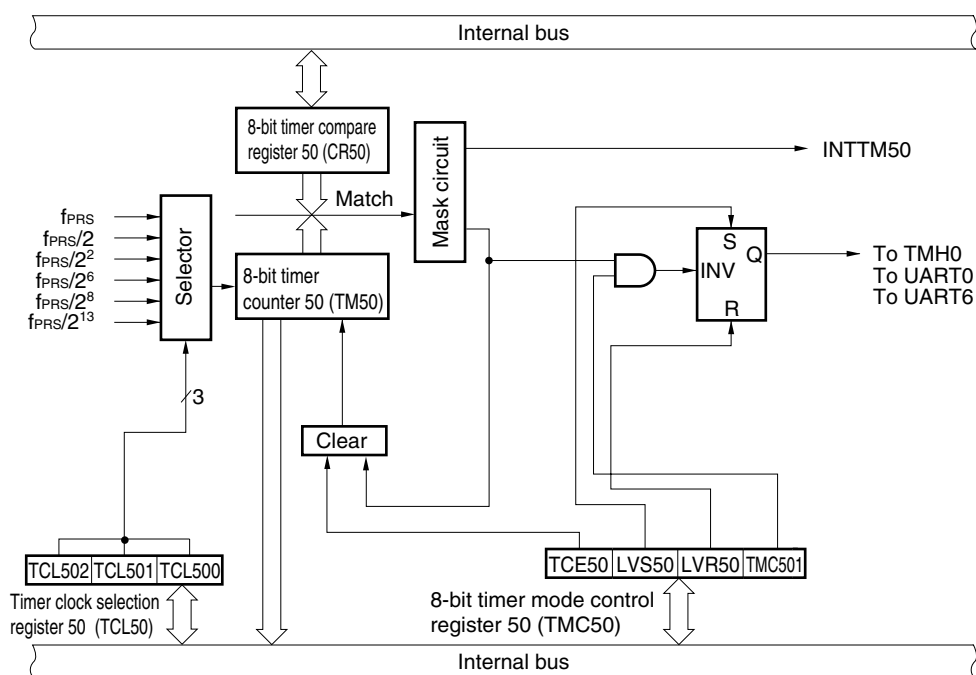 Internal bus
8-bit timer compare
register 50 (CR50)
Match
Mask circuit
INTTM50
fPRS
fPRS/2
fPRS/2²
fPRS/2⁶
fPRS/2⁸
fPRS/2¹³
Selector
8-bit timer
counter 50 (TM50)
S
INV
Q
R
To TMH0
To UART0
To UART6
3
Clear
TCL502 TCL501 TCL500
Timer clock selection
register 50 (TCL50)
TCE50 LVS50 LVR50 TMC501
8-bit timer mode control
register 50 (TMC50)
Internal bus